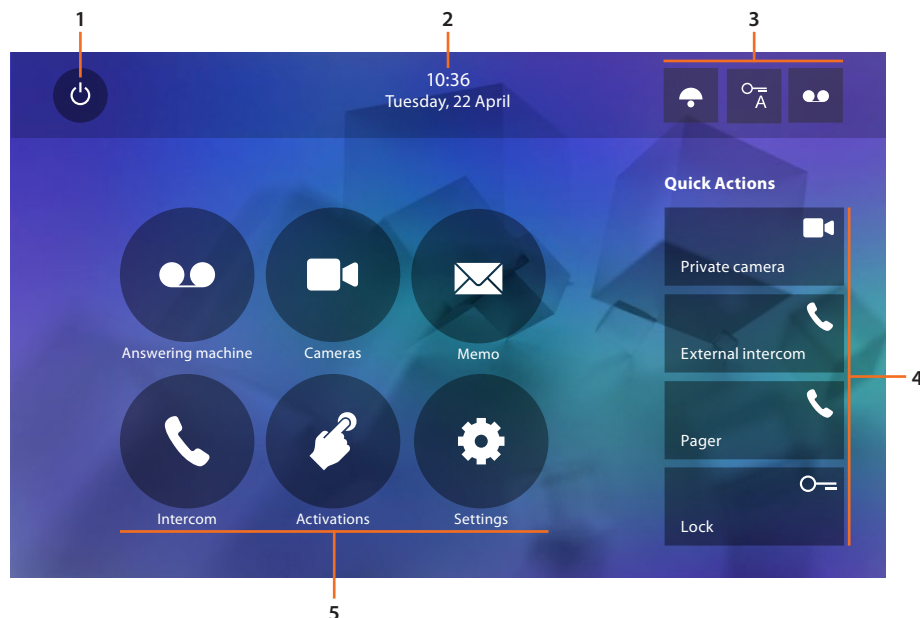 1
2
3
10:36
Tuesday, 22 April
A
Quick Actions
Private camera
External intercom
Pager
Lock
4
Answering machine
Cameras
Memo
Intercom
Activations
Settings
5